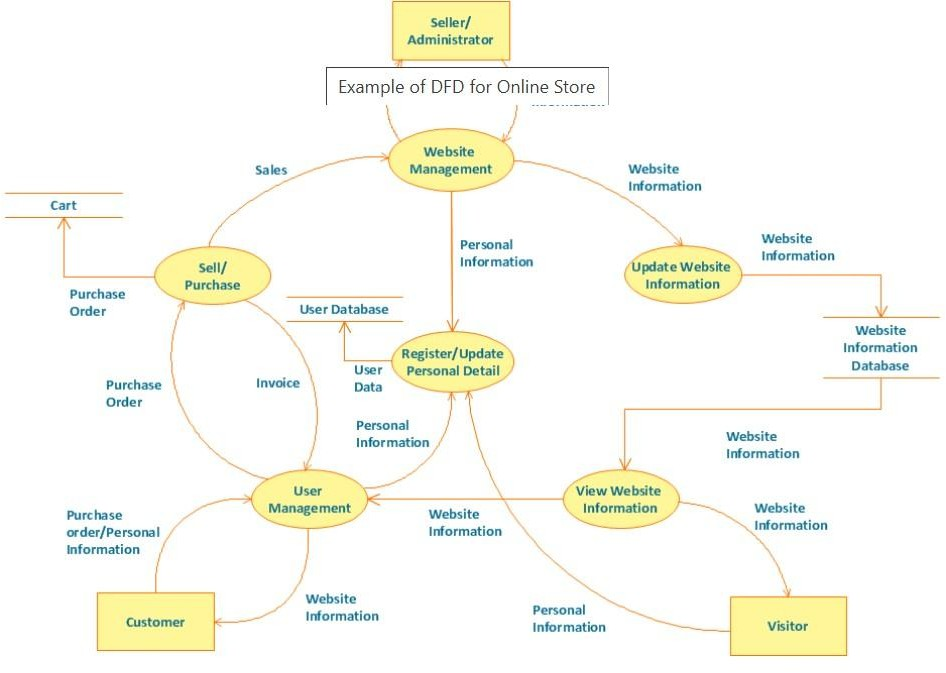 Seller/
Administrator
Example of DFD for Online Store
Website
Management
Sales
Website
Information
Cart
Personal
Information
Website
Information
Sell/
Purchase
Update Website
Information
Purchase
Order
User Database
Website
Information
Database
Register/Update
Personal Detail
User
Data
Purchase
Order
Invoice
Personal
Information
Website
Information
User
Management
View Website
Information
Purchase
order/Personal
Information
Website
Information
Website
Information
Website
Information
Personal
Information
Customer
Visitor